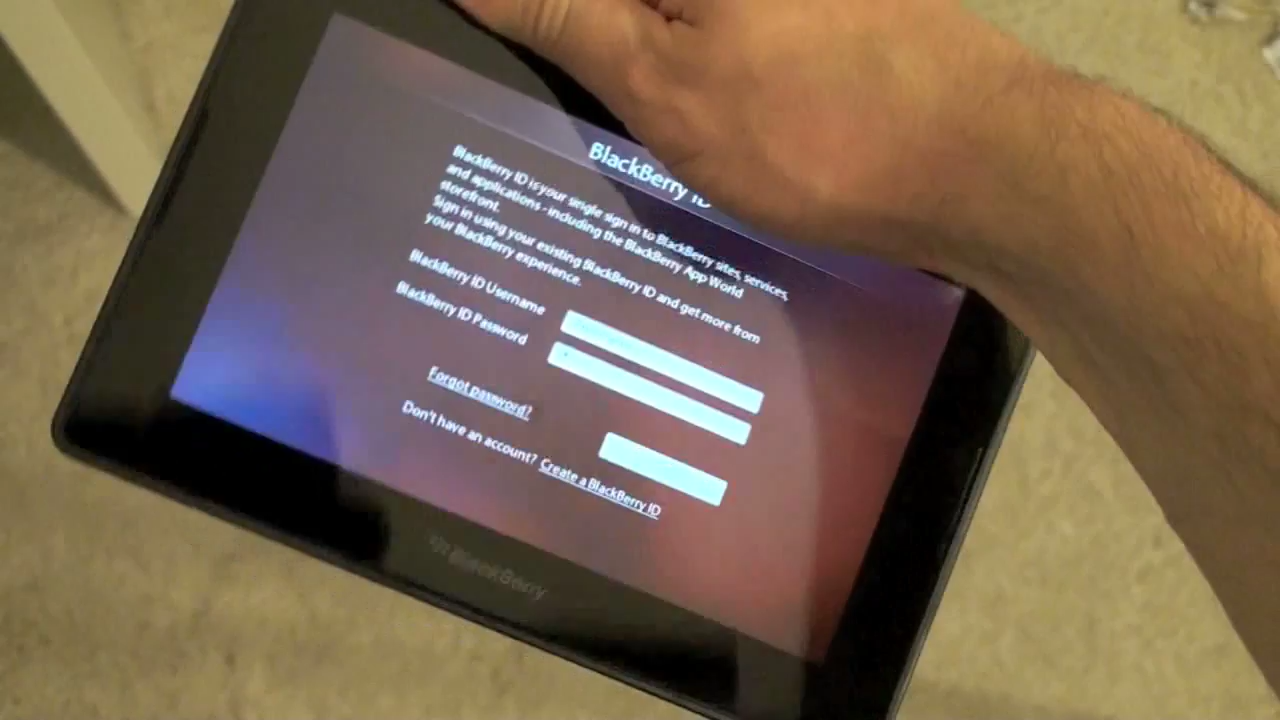 BlackBerry ID
BlackBerry ID is your single sign in to BlackBerry sites, services,
and applications - including the BlackBerry App World
storefront.
Sign in using your existing BlackBerry ID and get more from
your BlackBerry experience.
BlackBerry ID Username
BlackBerry ID Password
Forgot password?
Don't have an account? Create a BlackBerry ID
BlackBerry